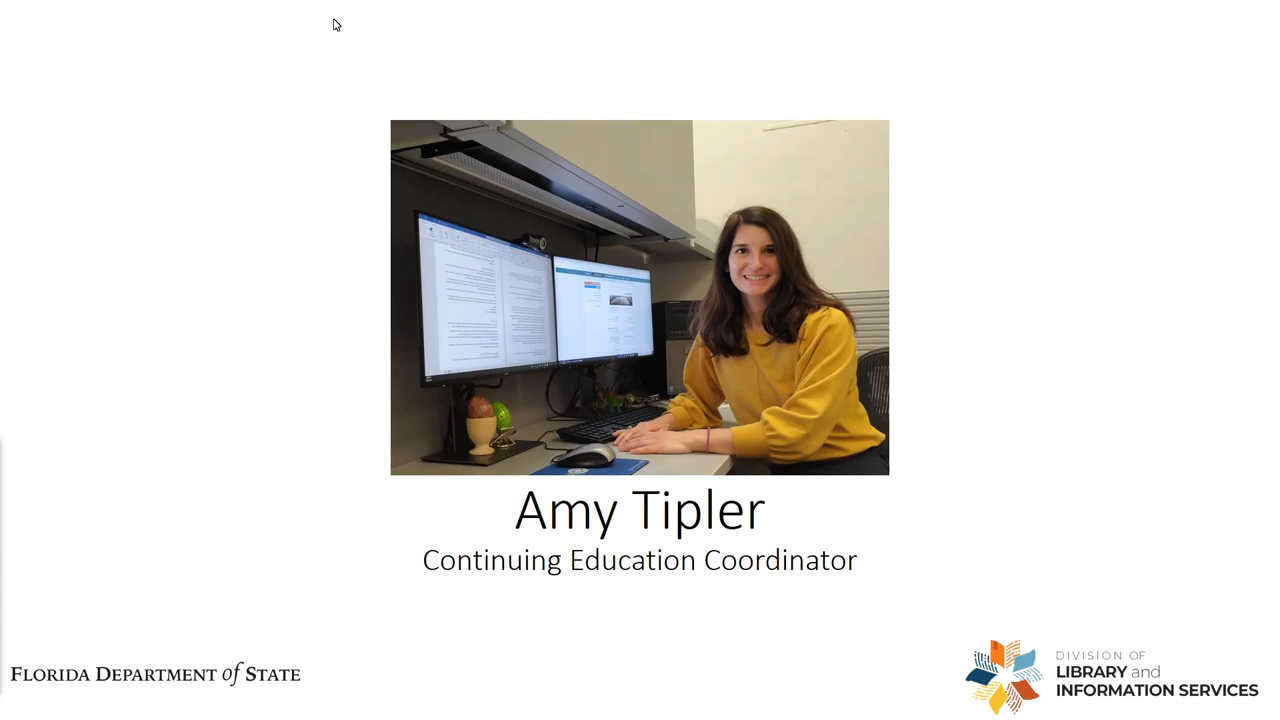 Amy Tipler
Continuing Education Coordinator
FLORIDA DEPARTMENT of STATE
DIVISION OF
LIBRARY and
INFORMATION SERVICES